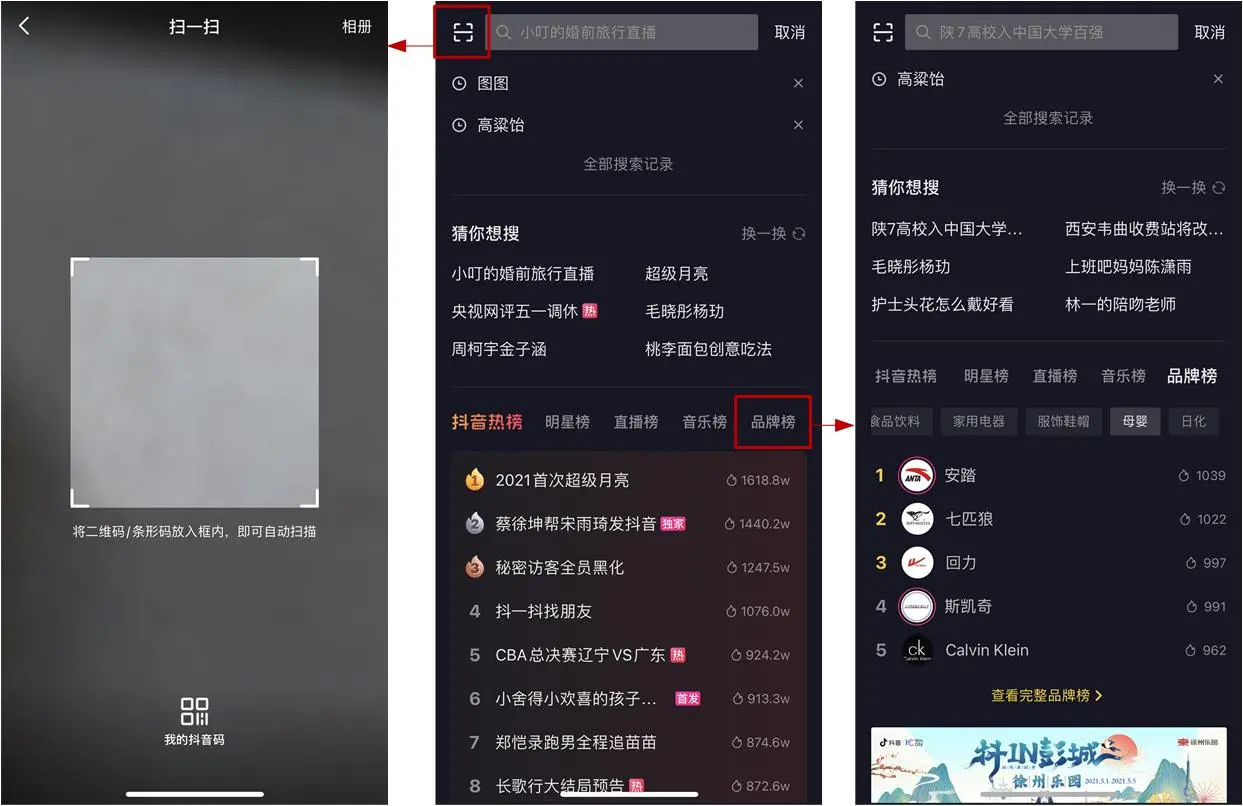 扫一扫
相册
将二维码/条形码放入框内，即可自动扫描
我的抖音码
小叮的婚前旅行直播
取消
图图
高粱饴
全部搜索记录
猜你想搜
换一换
小叮的婚前旅行直播
超级月亮
央视网评五一调休 热
毛晓彤杨玏
周柯宇金子涵
桃李面包创意吃法
抖音热榜 明星榜 直播榜 音乐榜 品牌榜
1 2021首次超级月亮 1618.8w
2 蔡徐坤帮宋雨琦发抖音 独家 1440.2w
3 秘密访客全员黑化 1247.5w
4 抖一抖找朋友 1076.0w
5 CBA总决赛辽宁VS广东 热 924.2w
6 小舍得小欢喜的孩子... 首发 913.3w
7 郑恺录跑男全程追苗苗 874.6w
8 长歌行大结局预告 热 872.6w
陕7高校入中国大学百强
取消
高粱饴
全部搜索记录
猜你想搜
换一换
陕7高校入中国大学...
西安韦曲收费站将改...
毛晓彤杨玏
上班吧妈妈陈潇雨
护士头花怎么戴好看
林一的陪吻老师
抖音热榜 明星榜 直播榜 音乐榜 品牌榜
食品饮料 家用电器 服饰鞋帽 母婴 日化
1 ANTA 安踏 1039
2 七匹狼 1022
3 回力 997
4 斯凯奇 991
5 ck Calvin Klein Calvin Klein 962
查看完整品牌榜
抖音
徐州乐园
抖IN彭城
徐州乐园 2021.5.1-2021.5.5